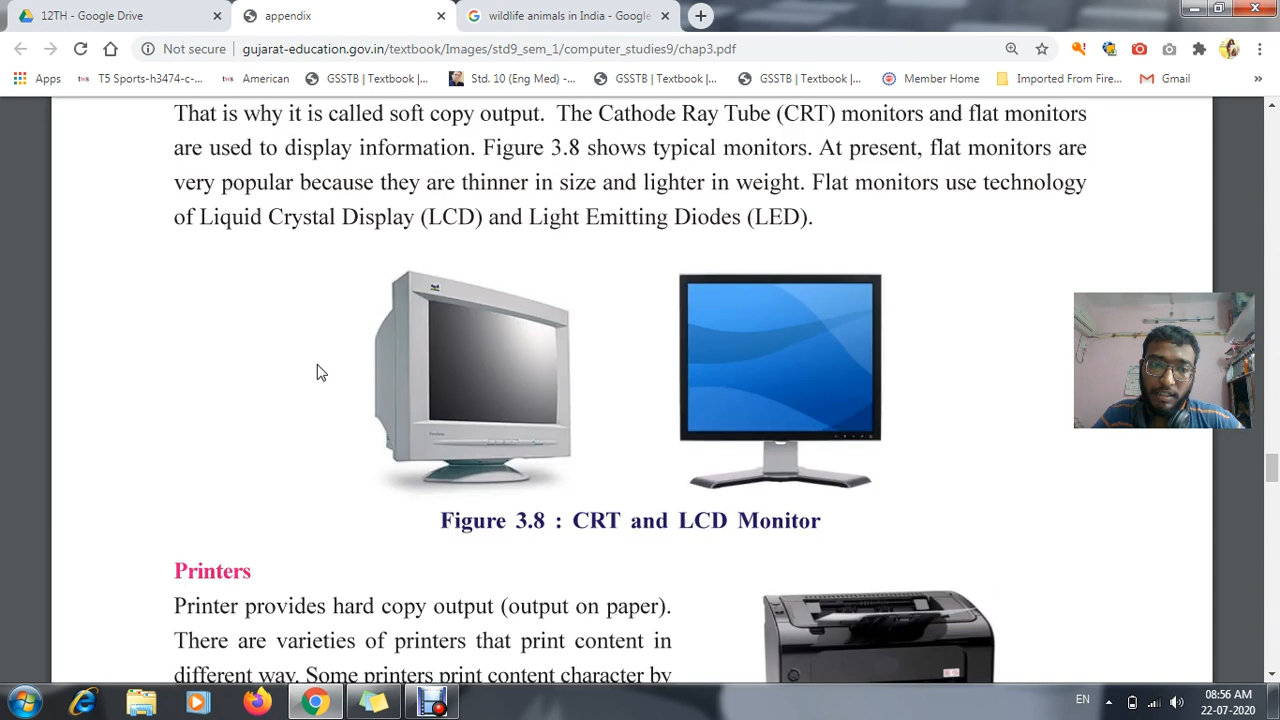 12TH - Google Drive
appendix
wildlife animals in India - Google
Not secure
gujarat-education.gov.in/textbook/Images/std9_sem_1/computer_studies9/chap3.pdf
Apps
T5 Sports-h3474-c-...
American
GSSTB | Textbook |...
Std. 10 (Eng Med) -...
GSSTB | Textbook |...
GSSTB | Textbook |...
Member Home
Imported From Fire...
Gmail
»
That is why it is called soft copy output. The Cathode Ray Tube (CRT) monitors and flat monitors
are used to display information. Figure 3.8 shows typical monitors. At present, flat monitors are
very popular because they are thinner in size and lighter in weight. Flat monitors use technology
of Liquid Crystal Display (LCD) and Light Emitting Diodes (LED).
Figure 3.8 : CRT and LCD Monitor
Printers
Printer provides hard copy output (output on paper).
There are varieties of printers that print content in
different way. Some printers print content character by
EN
08:56 AM
22-07-2020